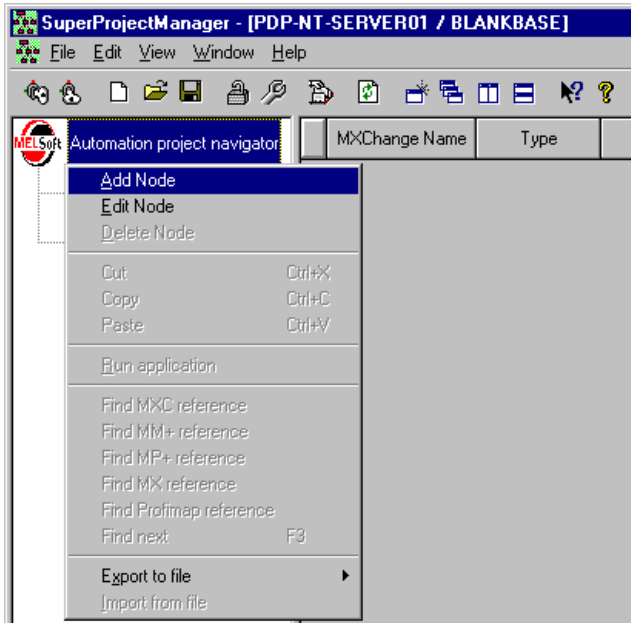 SuperProjectManager - [PDP-NT-SERVER01 / BLANKBASE]
File Edit View Window Help
MELSoft Automation project navigator MXChange Name Type
Add Node
Edit Node
Delete Node
Cut Ctrl+X
Copy Ctrl+C
Paste Ctrl+V
Run application
Find MXC reference
Find MM+ reference
Find MP+ reference
Find MX reference
Find Profimap reference
Find next F3
Export to file
Import from file